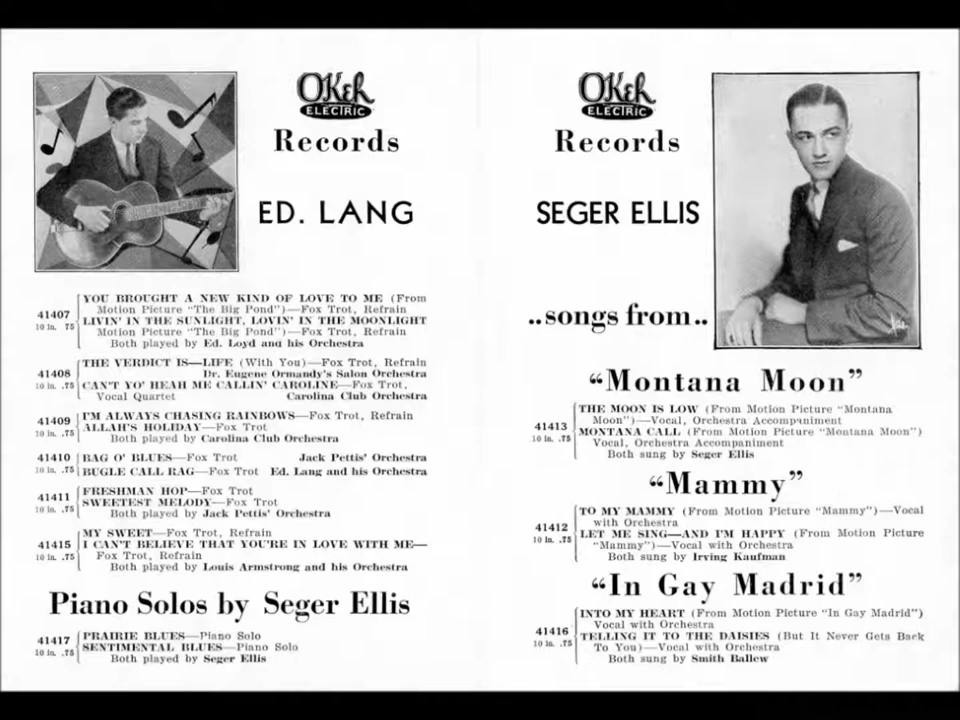 OKeh
ELECTRIC
Records
ED. LANG
41407
10 in. 75
YOU BROUGHT A NEW KIND OF LOVE TO ME (From
Motion Picture "The Big Pond")—Fox Trot, Refrain
LIVIN' IN THE SUNLIGHT, LOVIN' IN THE MOONLIGHT
Motion Picture "The Big Pond")—Fox Trot, Refrain
Both played by Ed. Loyd and his Orchestra
41408
10 in. .75
THE VERDICT IS—LIFE (With You)—Fox Trot, Refrain
Dr. Eugene Ormandy's Salon Orchestra
CAN'T YO' HEAH ME CALLIN' CAROLINE—Fox Trot,
Vocal Quartet Carolina Club Orchestra
41409
10 in. .75
I'M ALWAYS CHASING RAINBOWS—Fox Trot, Refrain
ALLAH'S HOLIDAY—Fox Trot
Both played by Carolina Club Orchestra
41410
10 in. .75
BAG O' BLUES—Fox Trot Jack Pettis' Orchestra
BUGLE CALL RAG—Fox Trot Ed. Lang and his Orchestra
41411
10 in. .75
FRESHMAN HOP—Fox Trot
SWEETEST MELODY—Fox Trot
Both played by Jack Pettis' Orchestra
41415
10 in. .75
MY SWEET—Fox Trot, Refrain
I CAN'T BELIEVE THAT YOU'RE IN LOVE WITH ME—
Fox Trot, Refrain
Both played by Louis Armstrong and his Orchestra
Piano Solos by Seger Ellis
41417
10 in. .75
PRAIRIE BLUES—Piano Solo
SENTIMENTAL BLUES—Piano Solo
Both played by Seger Ellis
OKeh
ELECTRIC
Records
SEGER ELLIS
..songs from..
"Montana Moon"
41413
10 in. .75
THE MOON IS LOW (From Motion Picture "Montana
Moon")—Vocal, Orchestra Accompaniment
MONTANA CALL (From Motion Picture "Montana Moon")
Vocal, Orchestra Accompaniment
Both sung by Seger Ellis
"Mammy"
41412
10 in. .75
TO MY MAMMY (From Motion Picture "Mammy")—Vocal
with Orchestra
LET ME SING—AND I'M HAPPY (From Motion Picture
"Mammy")—Vocal with Orchestra
Both sung by Irving Kaufman
"In Gay Madrid"
41416
10 in. .75
INTO MY HEART (From Motion Picture "In Gay Madrid")
Vocal with Orchestra
TELLING IT TO THE DAISIES (But It Never Gets Back
To You)—Vocal with Orchestra
Both sung by Smith Ballew